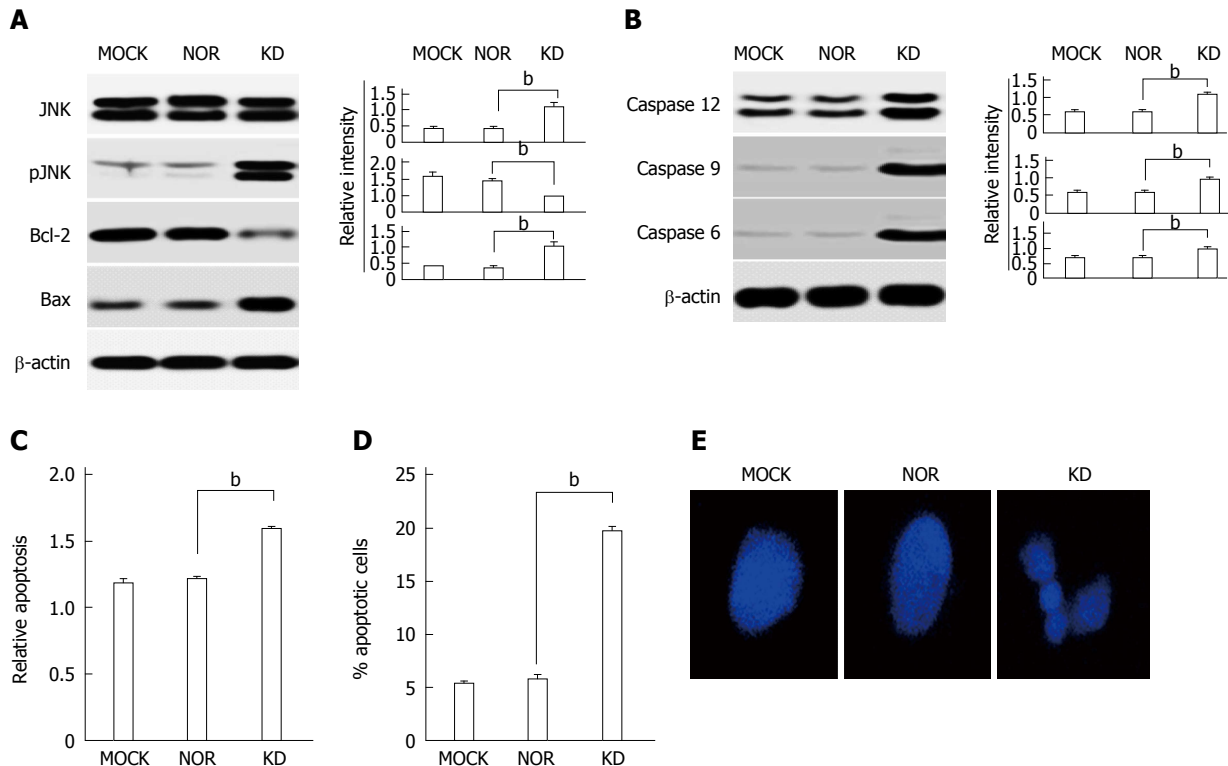 A
MOCK NOR KD
JNK
pJNK
Bcl-2
Bax
β-actin
MOCK NOR KD
Relative intensity
b
1.5
1.0
0.5
0
b
2.0
1.5
1.0
0
b
1.5
1.0
0.5
0
B
MOCK NOR KD
Caspase 12
Caspase 9
Caspase 6
β-actin
MOCK NOR KD
Relative intensity
b
1.5
1.0
0.5
0
b
1.5
1.0
0.5
0
b
1.5
1.0
0.5
0
C
Relative apoptosis
2.0
1.5
1.0
0.5
0
b
MOCK NOR KD
D
% apoptotic cells
25
20
15
10
5
0
b
MOCK NOR KD
E
MOCK NOR KD